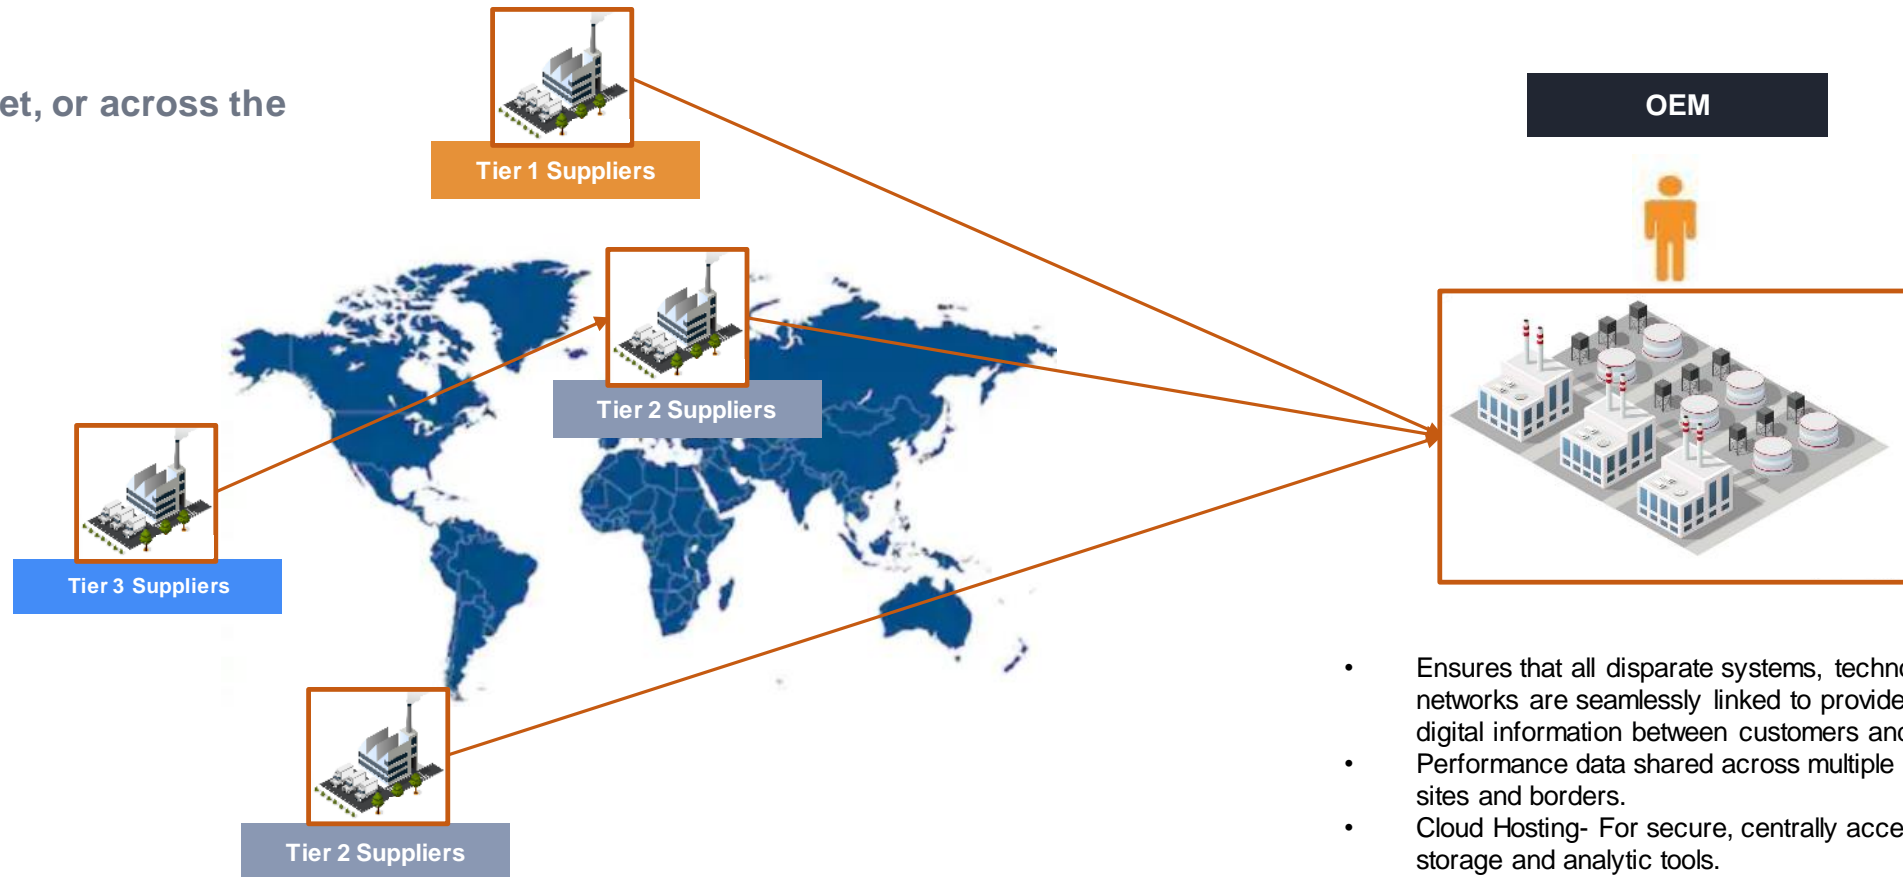 et, or across the
Tier 1 Suppliers
OEM
Tier 2 Suppliers
Tier 3 Suppliers
Tier 2 Suppliers
• Ensures that all disparate systems, techno
networks are seamlessly linked to provide
digital information between customers and
• Performance data shared across multiple
sites and borders.
• Cloud Hosting- For secure, centrally acce
storage and analytic tools.